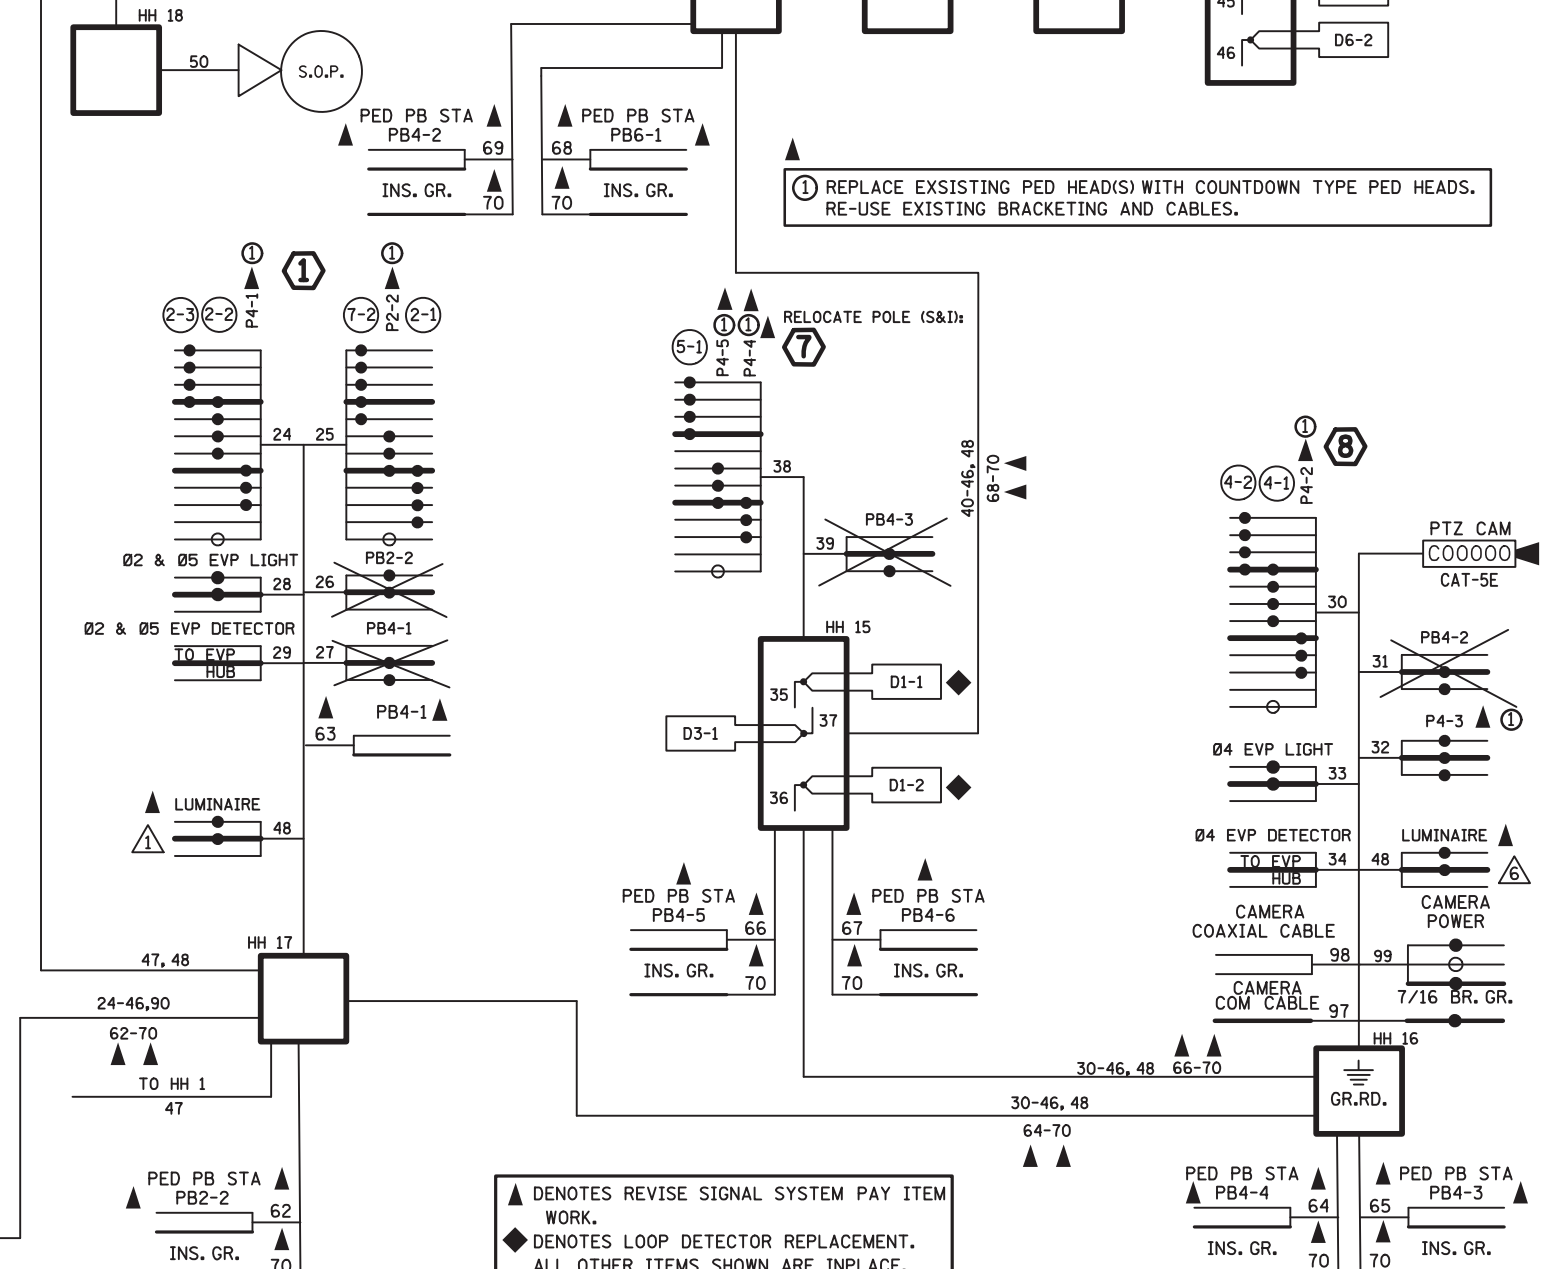 HH 18
50
S.O.P.
45
46
D6-2
PED PB STA
PB4-2
69
INS. GR.
70
PED PB STA
PB6-1
68
INS. GR.
70
1 REPLACE EXSISTING PED HEAD(S) WITH COUNTDOWN TYPE PED HEADS.
RE-USE EXISTING BRACKETING AND CABLES.
1
1
1
2-3
2-2
P4-1
7-2
P2-2
2-1
24
25
Ø2 & Ø5 EVP LIGHT
28
26
PB2-2
Ø2 & Ø5 EVP DETECTOR
TO EVP
HUB
29
27
PB4-1
63
PB4-1
LUMINAIRE
1
48
RELOCATE POLE (S&I):
1
1
7
5-1
P4-5
P4-4
38
39
PB4-3
40-46, 48
68-70
HH 15
35
D1-1
37
D3-1
36
D1-2
PED PB STA
PB4-5
66
INS. GR.
70
PED PB STA
PB4-6
67
INS. GR.
70
1
8
4-2
4-1
P4-2
30
PTZ CAM
C00000
CAT-5E
31
PB4-2
P4-3
1
32
Ø4 EVP LIGHT
33
Ø4 EVP DETECTOR
TO EVP
HUB
34
48
LUMINAIRE
6
CAMERA
COAXIAL CABLE
98
99
CAMERA
POWER
CAMERA
COM CABLE
97
7/16 BR. GR.
HH 16
GR.RD.
HH 17
47, 48
24-46,90
62-70
TO HH 1
47
30-46, 48
66-70
30-46, 48
64-70
PED PB STA
PB2-2
62
INS. GR.
70
DENOTES REVISE SIGNAL SYSTEM PAY ITEM
WORK.
DENOTES LOOP DETECTOR REPLACEMENT.
ALL OTHER ITEMS SHOWN ARE INPLACE.
PED PB STA
PB4-4
64
INS. GR.
70
PED PB STA
PB4-3
65
INS. GR.
70